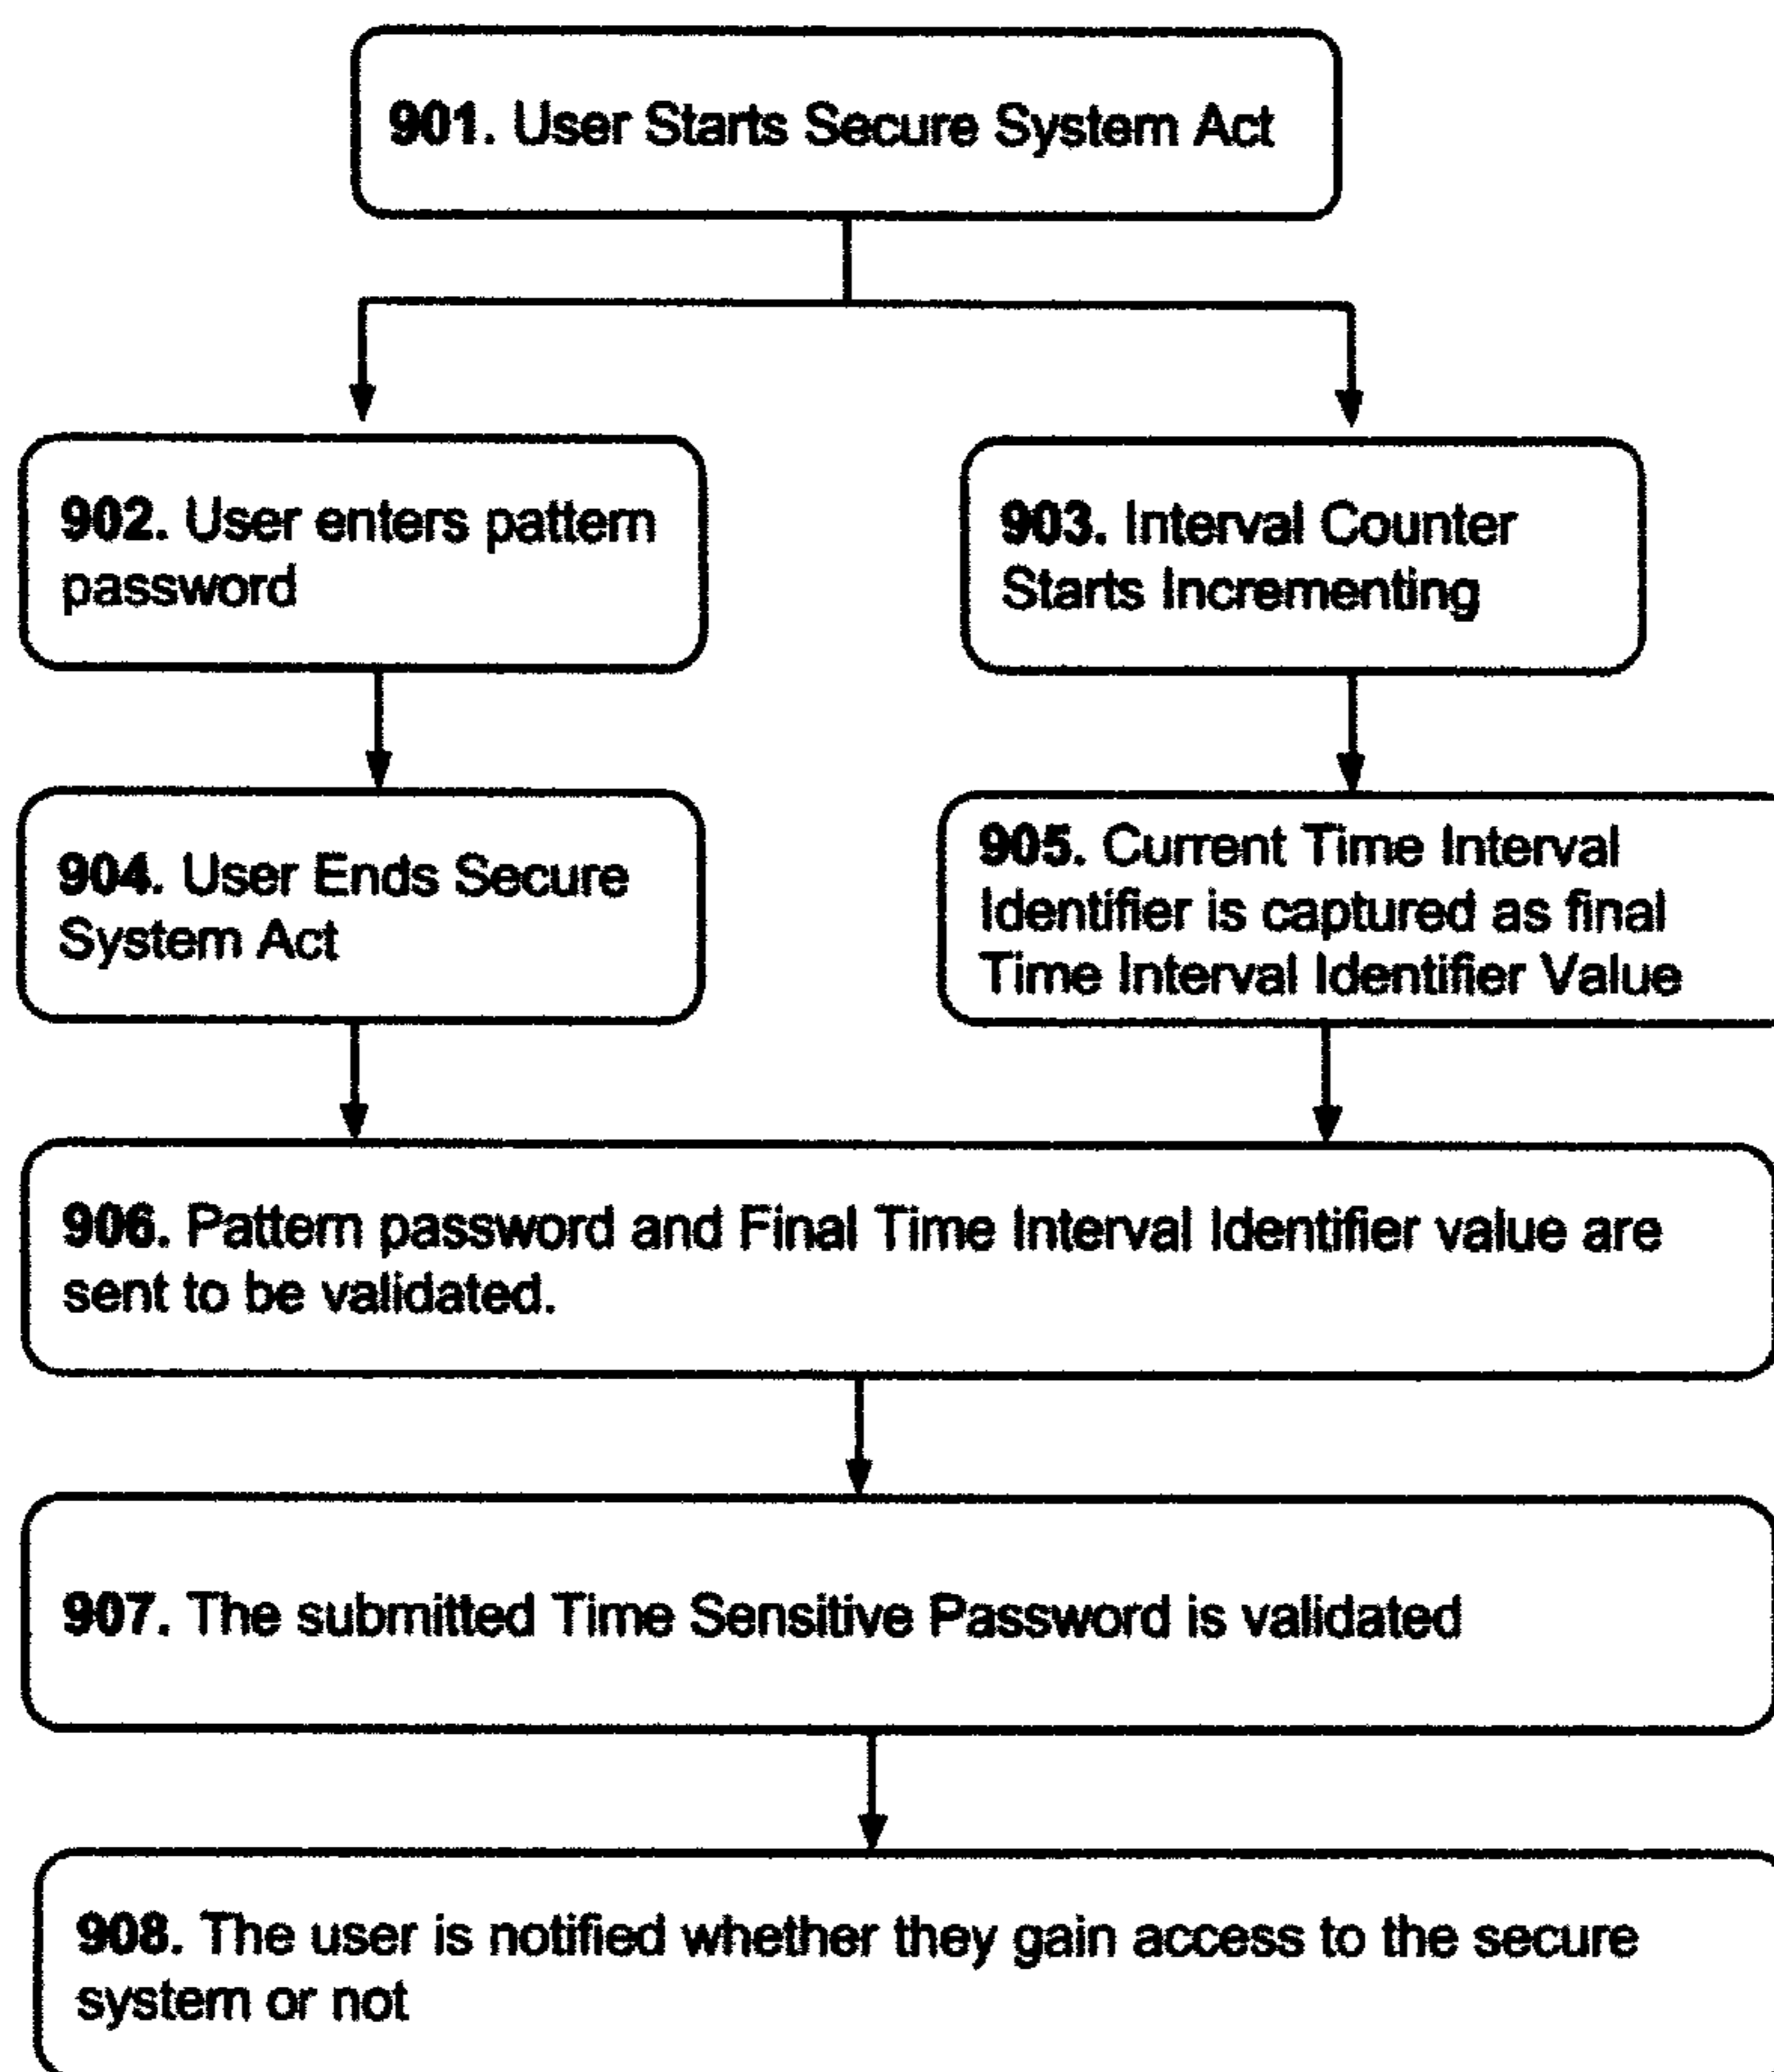 901. User Starts Secure System Act
902. User enters pattern
password
903. Interval Counter
Starts Incrementing
904. User Ends Secure
System Act
905. Current Time Interval
Identifier is captured as final
Time Interval Identifier Value
906. Pattern password and Final Time Interval Identifier value are
sent to be validated.
907. The submitted Time Sensitive Password is validated
908. The user is notified whether they gain access to the secure
system or not